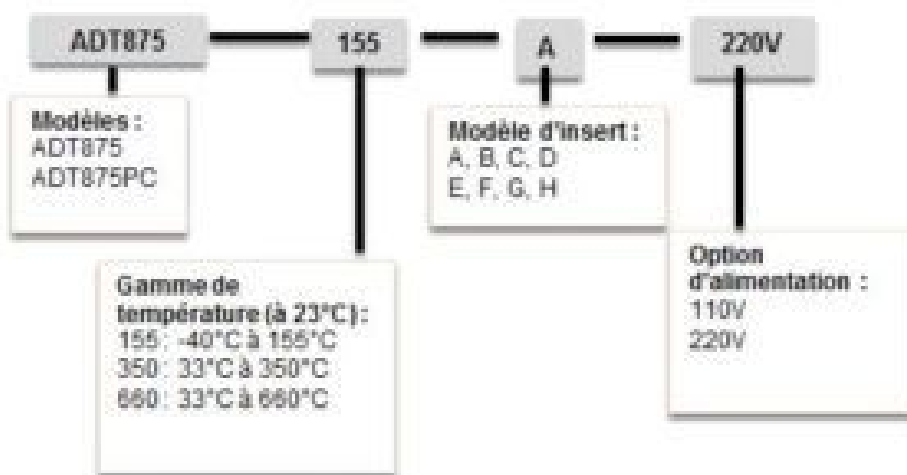 ADT875 155 A 220V
Modèles :
ADT875
ADT875PC
Modèle d'insert :
A, B, C, D
E, F, G, H
Gamme de
température (à 23°C) :
155 : -40°C à 155°C
350 : 33°C à 350°C
660 : 33°C à 660°C
Option
d'alimentation :
110V
220V